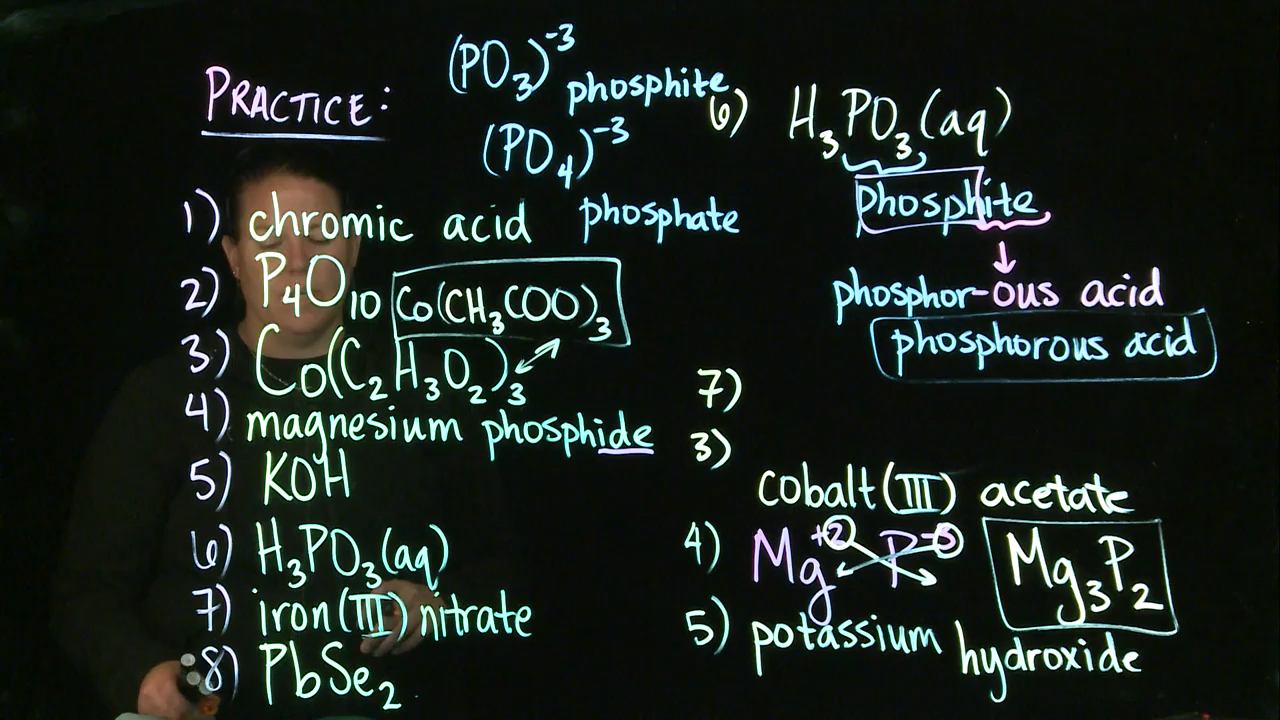 PRACTICE:
(PO₃)⁻³ phosphite
(PO₄)⁻³
phosphate
1) chromic acid
2) P₄O₁₀
Co(CH₃COO)₃
3) Co(C₂H₃O₂)₃
4) magnesium phosphide
5) KOH
6) H₃PO₃(aq)
7) iron(III) nitrate
8) PbSe₂
6) H₃PO₃(aq)
phosphite
phosphor-ous acid
phosphorous acid
7)
3)
cobalt(III) acetate
4) Mg⁺² P⁻³ Mg₃P₂
5) potassium hydroxide